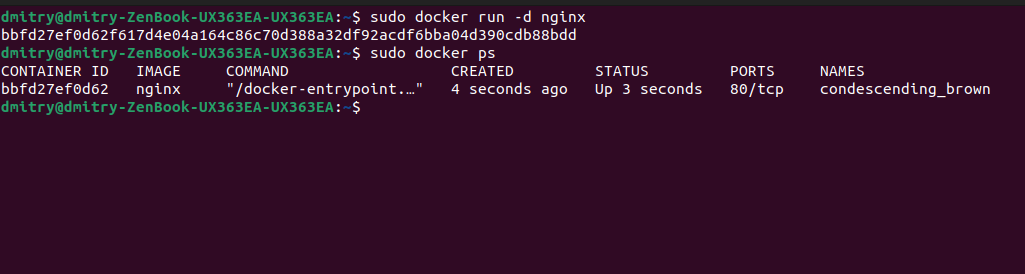 dmitry@dmitry-ZenBook-UX363EA-UX363EA:~$ sudo docker run -d nginx
bbfd27ef0d62f617d4e04a164c86c70d388a32df92acdf6bba04d390cdb88bdd
dmitry@dmitry-ZenBook-UX363EA-UX363EA:~$ sudo docker ps
CONTAINER ID   IMAGE     COMMAND                  CREATED         STATUS         PORTS     NAMES
bbfd27ef0d62   nginx     "/docker-entrypoint.…"   4 seconds ago   Up 3 seconds   80/tcp    condescending_brown
dmitry@dmitry-ZenBook-UX363EA-UX363EA:~$